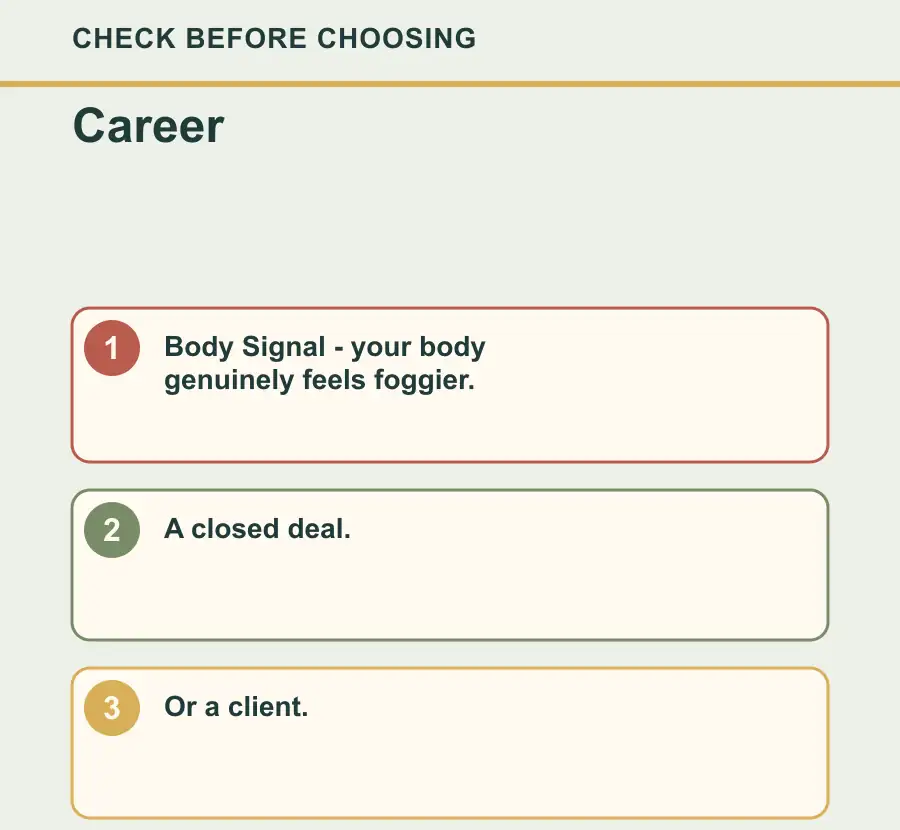 CHECK BEFORE CHOOSING
Career
1
Body Signal - your body
genuinely feels foggier.
2
A closed deal.
3
Or a client.